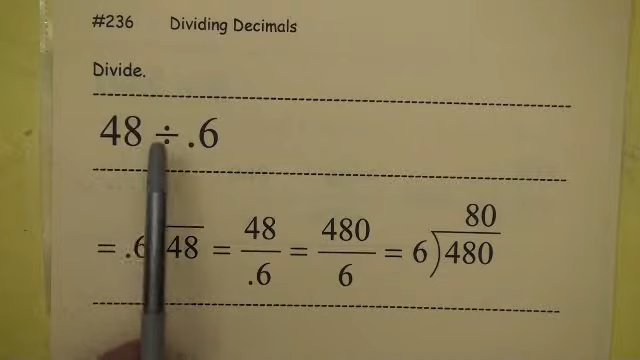 #236 Dividing Decimals
Divide.
48 ÷ .6
80
= .6 48 = 48/.6 = 480/6 = 6)480